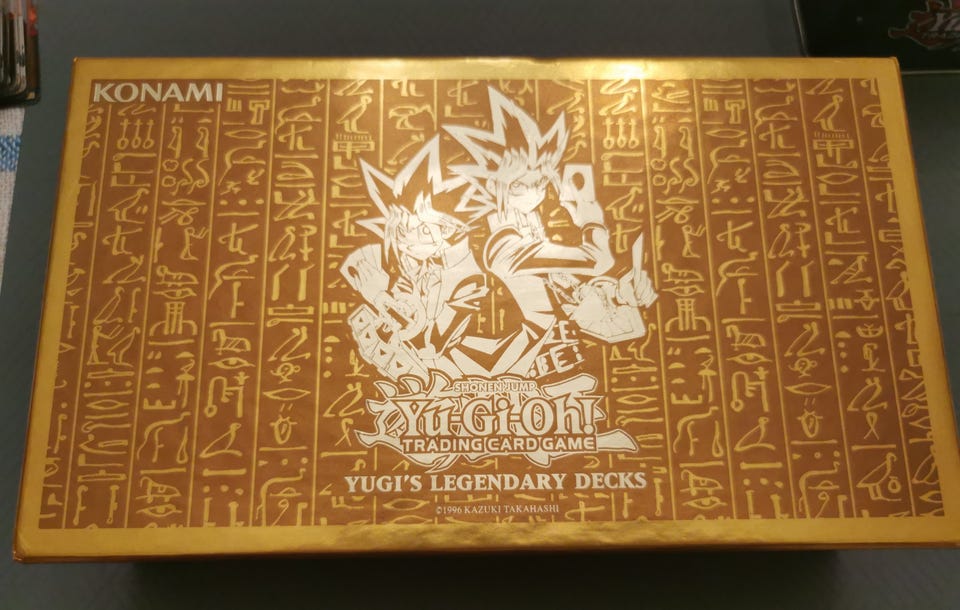 KONAMI
SHONEN JUMP
Yu-Gi-Oh!
TRADING CARD GAME
YUGI'S LEGENDARY DECKS
©1996 KAZUKI TAKAHASHI